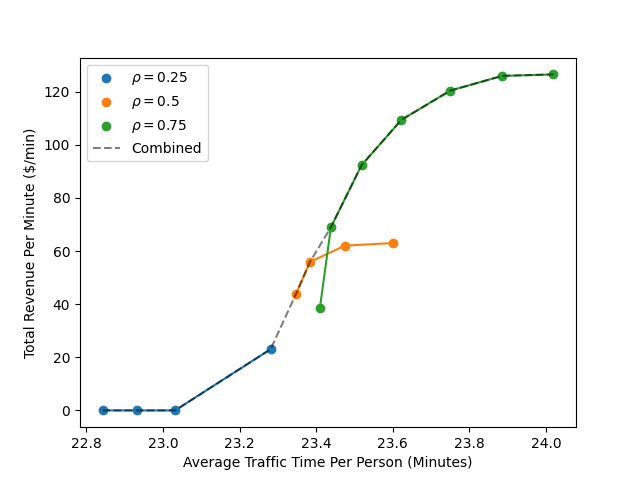 ρ = 0.25
ρ = 0.5
ρ = 0.75
Combined
Total Revenue Per Minute ($/min)
120
100
80
60
40
20
0
22.8 23.0 23.2 23.4 23.6 23.8 24.0
Average Traffic Time Per Person (Minutes)